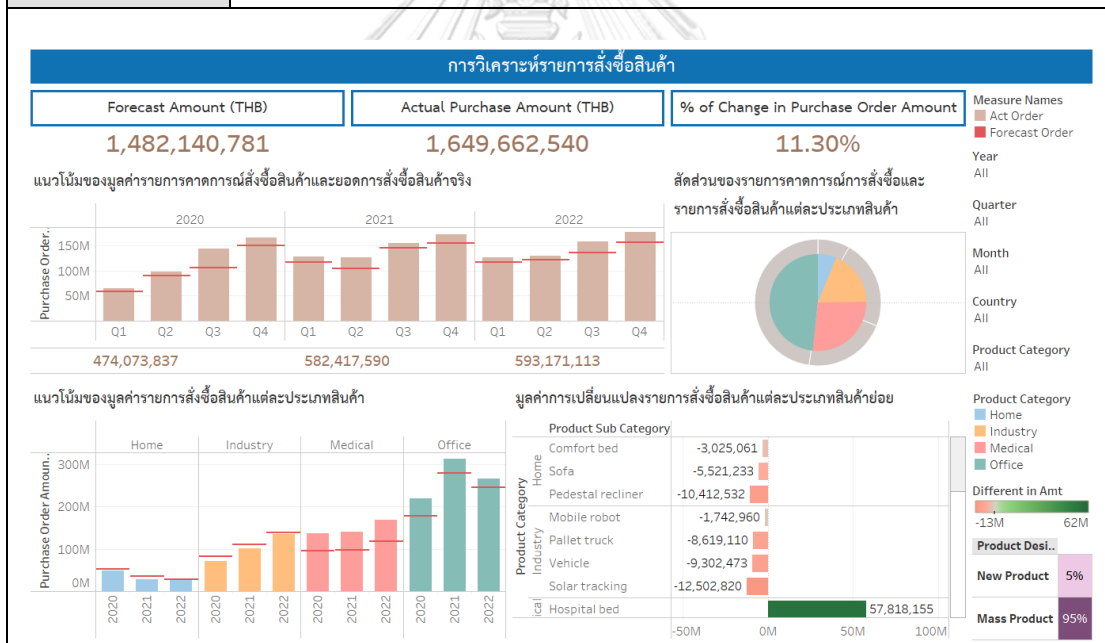 การวิเคราะห์รายการสั่งซื้อสินค้า
Forecast Amount (THB)
Actual Purchase Amount (THB)
% of Change in Purchase Order Amount
1,482,140,781
1,649,662,540
11.30%
Measure Names
Act Order
Forecast Order
Year
All
Quarter
All
Month
All
Country
All
Product Category
All
แนวโน้มของมูลค่ารายการคาดการณ์สั่งซื้อสินค้าและยอดการสั่งซื้อสินค้าจริง
2020
2021
2022
Purchase Order..
150M
100M
50M
Q1 Q2 Q3 Q4 Q1 Q2 Q3 Q4 Q1 Q2 Q3 Q4
474,073,837
582,417,590
593,171,113
สัดส่วนของรายการคาดการณ์การสั่งซื้อและ
รายการสั่งซื้อสินค้าแต่ละประเภทสินค้า
แนวโน้มของมูลค่ารายการสั่งซื้อสินค้าแต่ละประเภทสินค้า
Home
Industry
Medical
Office
Purchase Order Amoun..
300M
200M
100M
0M
2020 2021 2022 2020 2021 2022 2020 2021 2022 2020 2021 2022
มูลค่าการเปลี่ยนแปลงรายการสั่งซื้อสินค้าแต่ละประเภทสินค้าย่อย
Product Sub Category
Product Category
Home
Comfort bed -3,025,061
Sofa -5,521,233
Pedestal recliner -10,412,532
Industry
Mobile robot -1,742,960
Pallet truck -8,619,110
Vehicle -9,302,473
Solar tracking -12,502,820
ical
Hospital bed 57,818,155
-50M 0M 50M 100M
Product Category
Home
Industry
Medical
Office
Different in Amt
-13M 62M
Product Desi..
New Product 5%
Mass Product 95%